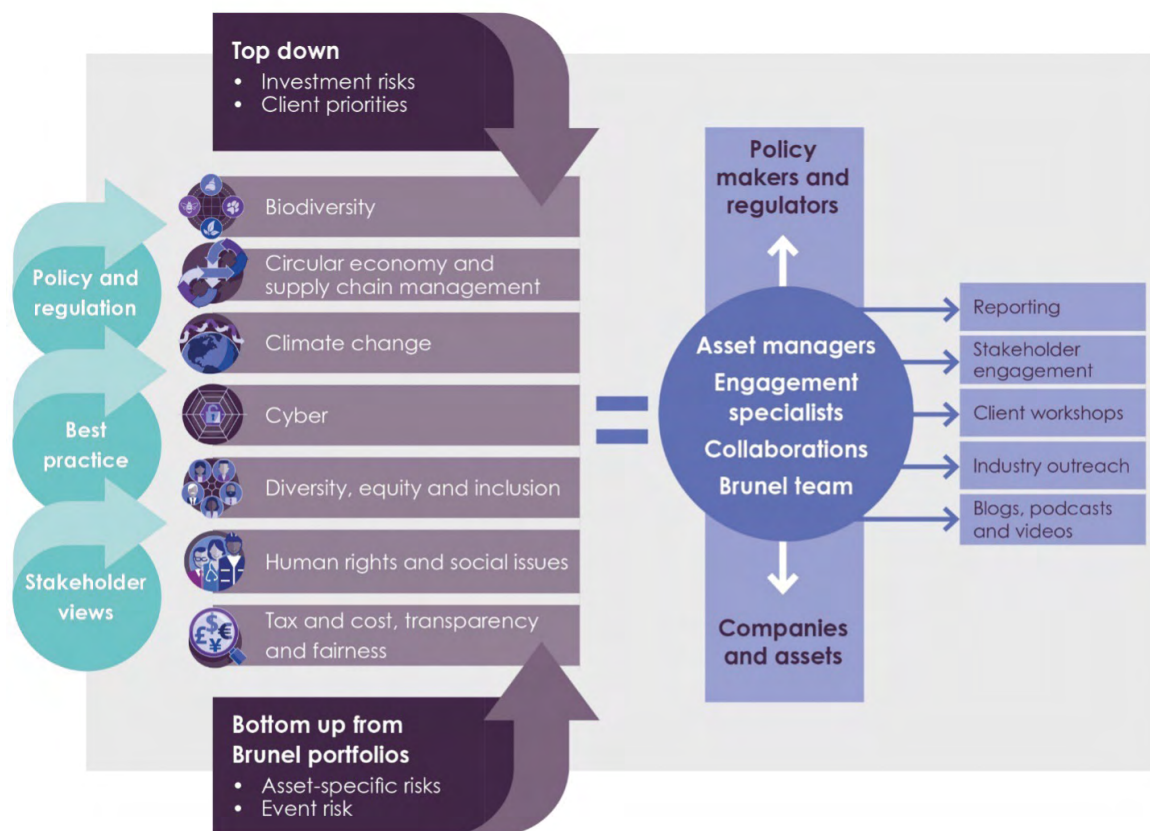 Top down
• Investment risks
• Client priorities
Policy and
regulation
Best
practice
Stakeholder
views
Biodiversity
Circular economy and
supply chain management
Climate change
Cyber
Diversity, equity and inclusion
Human rights and social issues
Tax and cost, transparency
and fairness
$
£
€
¥
Bottom up from
Brunel portfolios
• Asset-specific risks
• Event risk
=
Policy
makers and
regulators
Asset managers
Engagement
specialists
Collaborations
Brunel team
Companies
and assets
Reporting
Stakeholder
engagement
Client workshops
Industry outreach
Blogs, podcasts
and videos